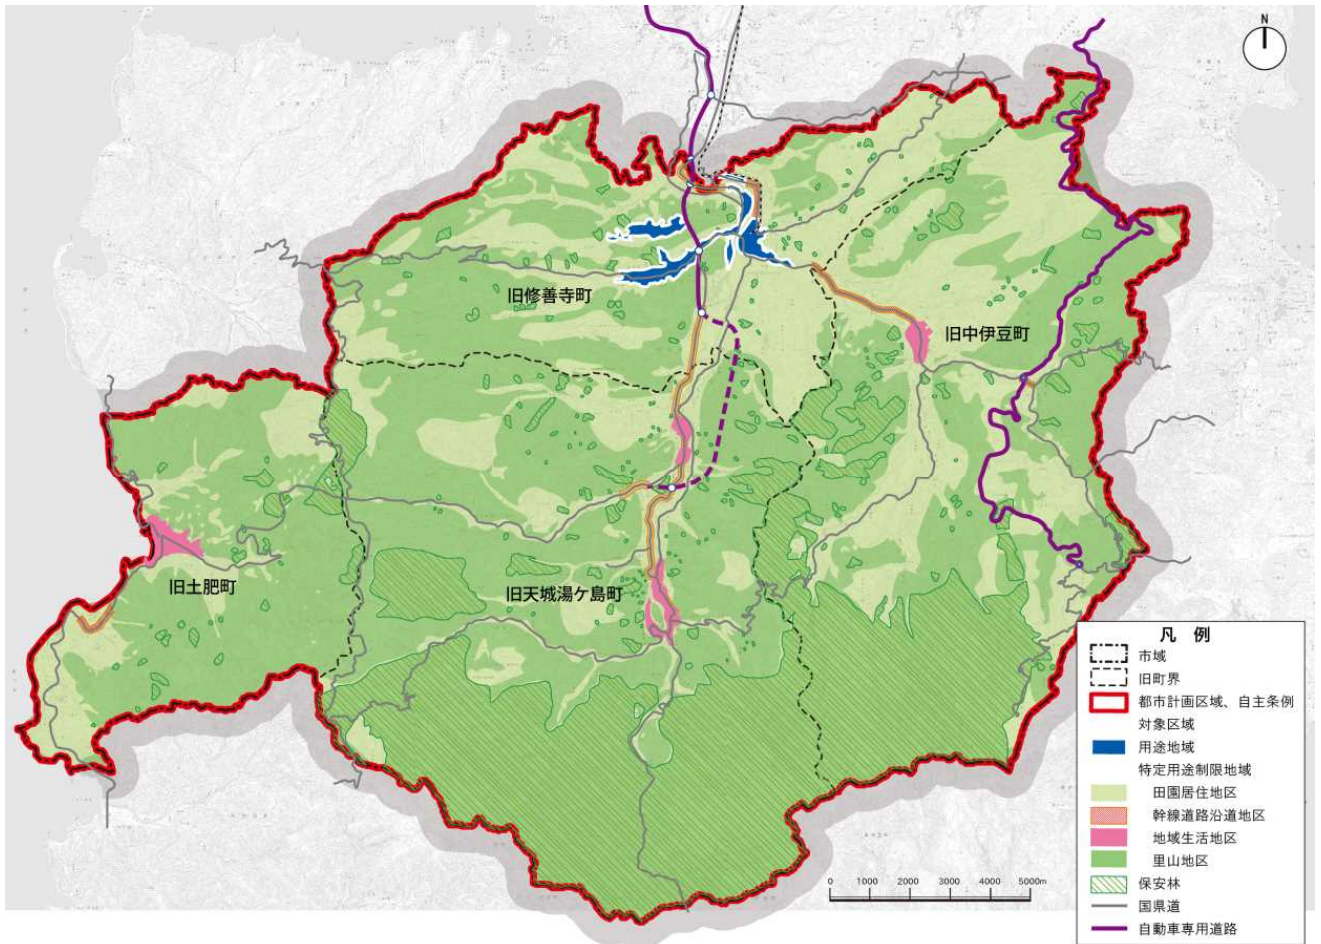 N
旧修善寺町
旧中伊豆町
旧土肥町
旧天城湯ケ島町
凡 例
市域
旧町界
都市計画区域、自主条例
対象区域
用途地域
特定用途制限地域
田園居住地区
幹線道路沿道地区
地域生活地区
里山地区
保安林
国県道
自動車専用道路
0 1000 2000 3000 4000 5000m